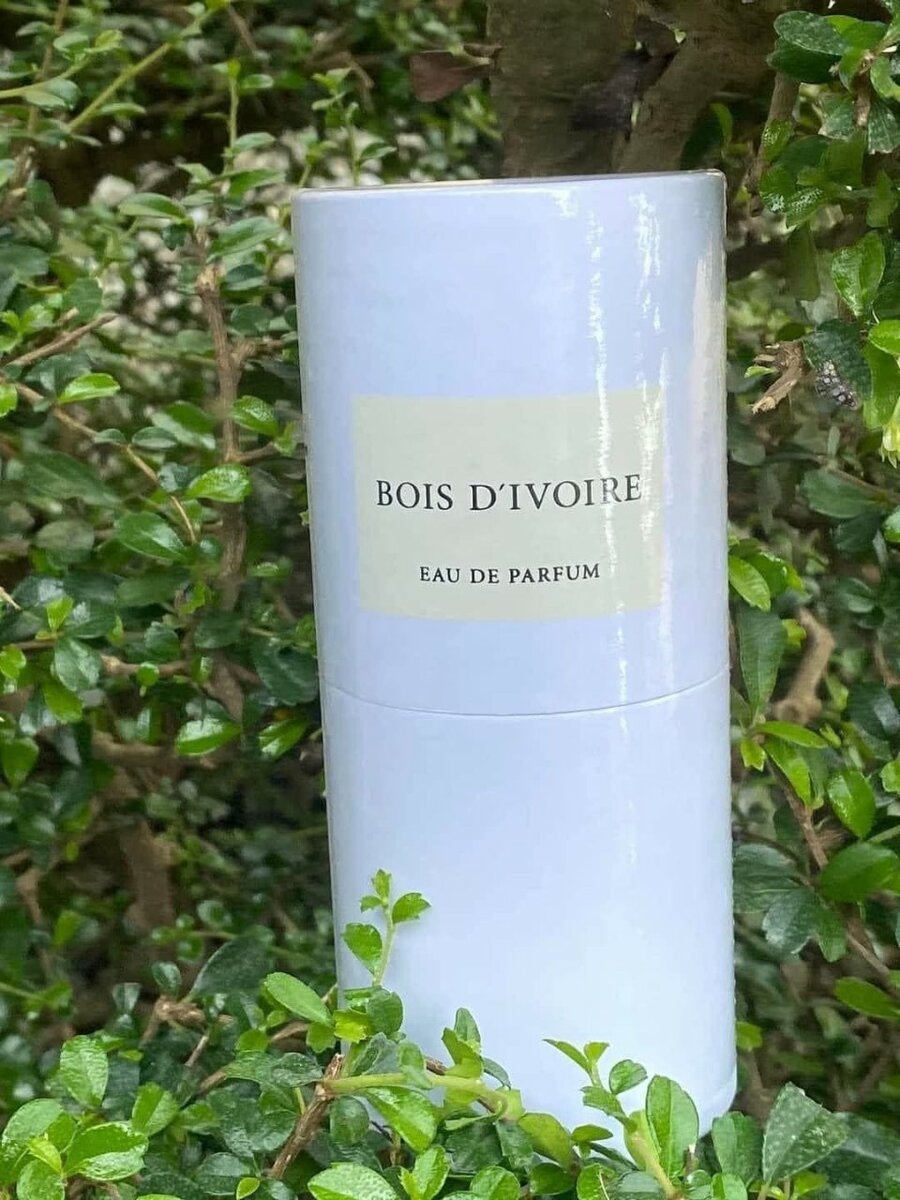 BOIS D´IVOIRE
EAU DE PARFUM